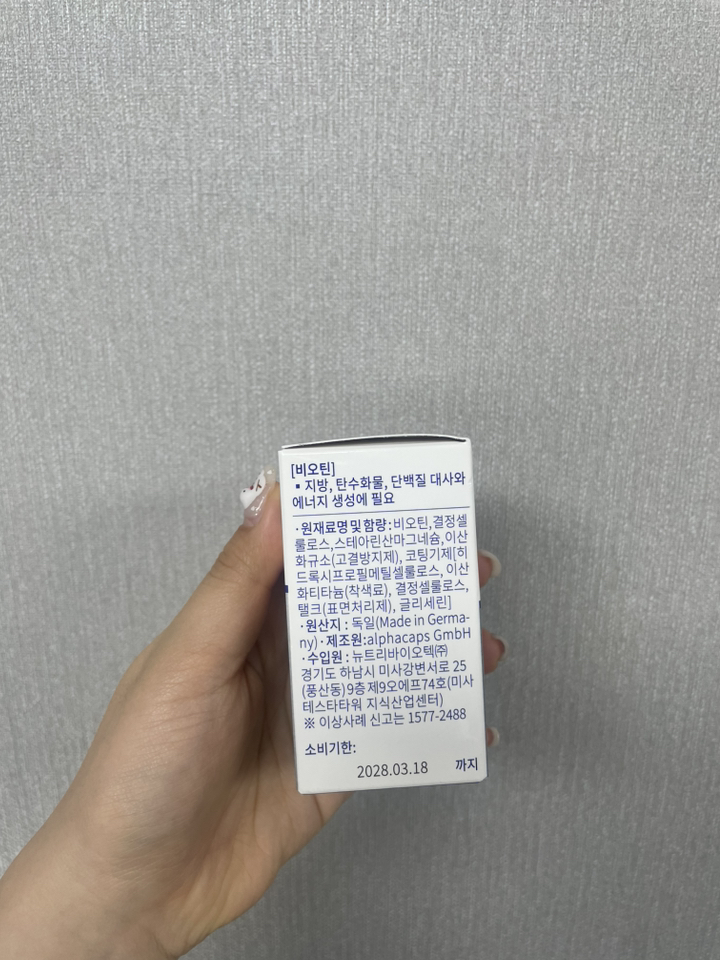 [비오틴]
▪ 지방, 탄수화물, 단백질 대사와
에너지 생성에 필요
·원재료명 및 함량:비오틴,결정셀
룰로스,스테아린산마그네슘,이산
화규소(고결방지제), 코팅기제[히
드록시프로필메틸셀룰로스, 이산
화티타늄(착색료), 결정셀룰로스,
탤크(표면처리제), 글리세린]
·원산지 : 독일(Made in Germa-
ny)·제조원:alphacaps GmbH
·수입원 : 뉴트리바이오텍㈜
경기도 하남시 미사강변서로 25
(풍산동)9층 제9오에프74호(미사
테스타타워 지식산업센터)
※ 이상사례 신고는 1577-2488
소비기한:
2028.03.18 까지